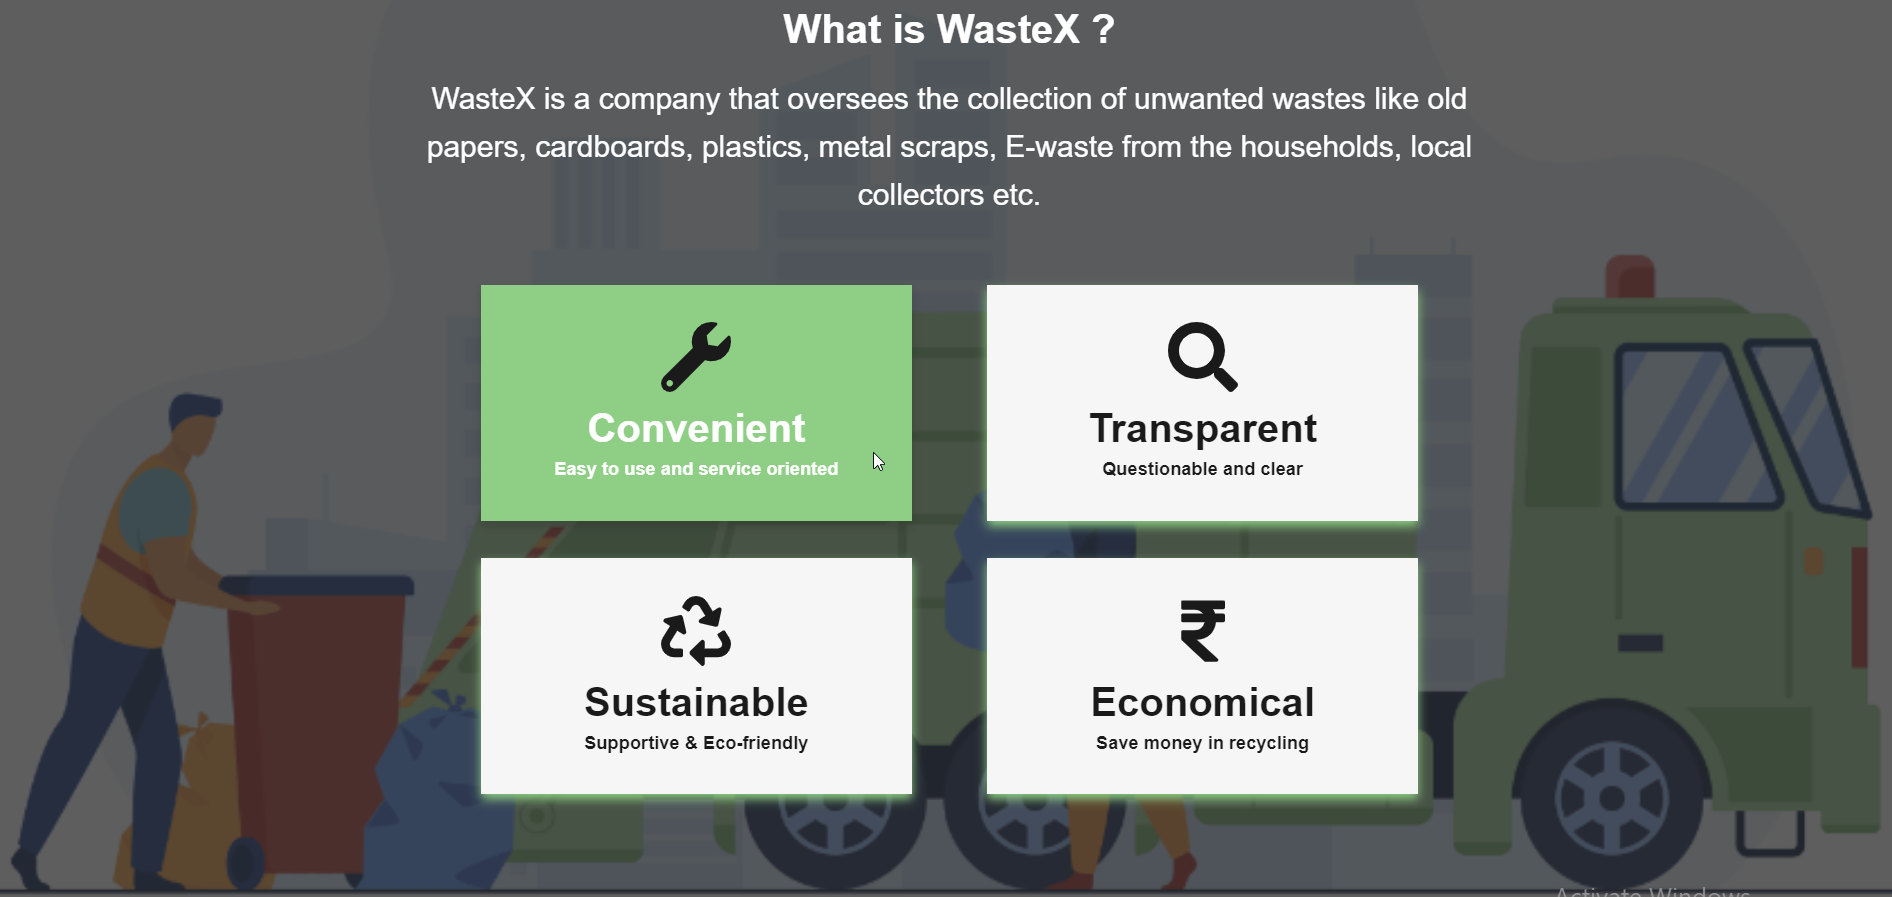 What is WasteX ?
WasteX is a company that oversees the collection of unwanted wastes like old
papers, cardboards, plastics, metal scraps, E-waste from the households, local
collectors etc.
Convenient
Easy to use and service oriented
Transparent
Questionable and clear
Sustainable
Supportive & Eco-friendly
Economical
Save money in recycling
Activate Windows